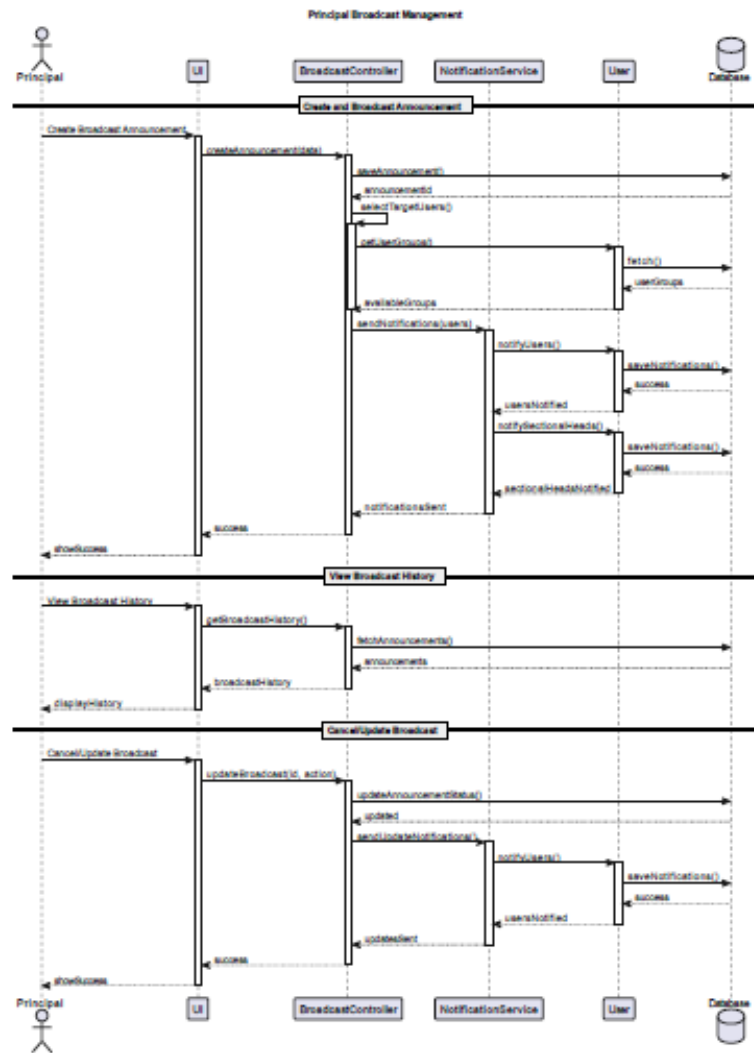 Principal Broadcast Management
Principal UI BroadcastController NotificationService User Database
Create and Broadcast Announcement
Create Broadcast Announcement
createAnnouncement(data)
saveAnnouncement()
announcementId
selectTargetUsers()
getUserGroups()
fetch()
userGroups
availableGroups
sendNotifications(users)
notifyUsers()
saveNotifications()
success
usersNotified
notifySectionalHeads()
saveNotifications()
success
sectionalHeadsNotified
notificationsSent
success
showSuccess
View Broadcast History
View Broadcast History
getBroadcastHistory()
fetchAnnouncements()
announcements
broadcastHistory
displayHistory
Cancel/Update Broadcast
Cancel/Update Broadcast
updateBroadcast(id, action)
updateAnnouncementStatus()
updated
sendUpdateNotifications()
notifyUsers()
saveNotifications()
success
usersNotified
updatesSent
success
showSuccess
Principal UI BroadcastController NotificationService User Database